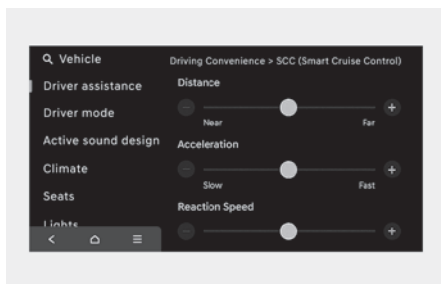 Vehicle
Driver assistance
Driver mode
Active sound design
Climate
Seats
Lights
Driving Convenience > SCC (Smart Cruise Control)
Distance
Near Far
Acceleration
Slow Fast
Reaction Speed